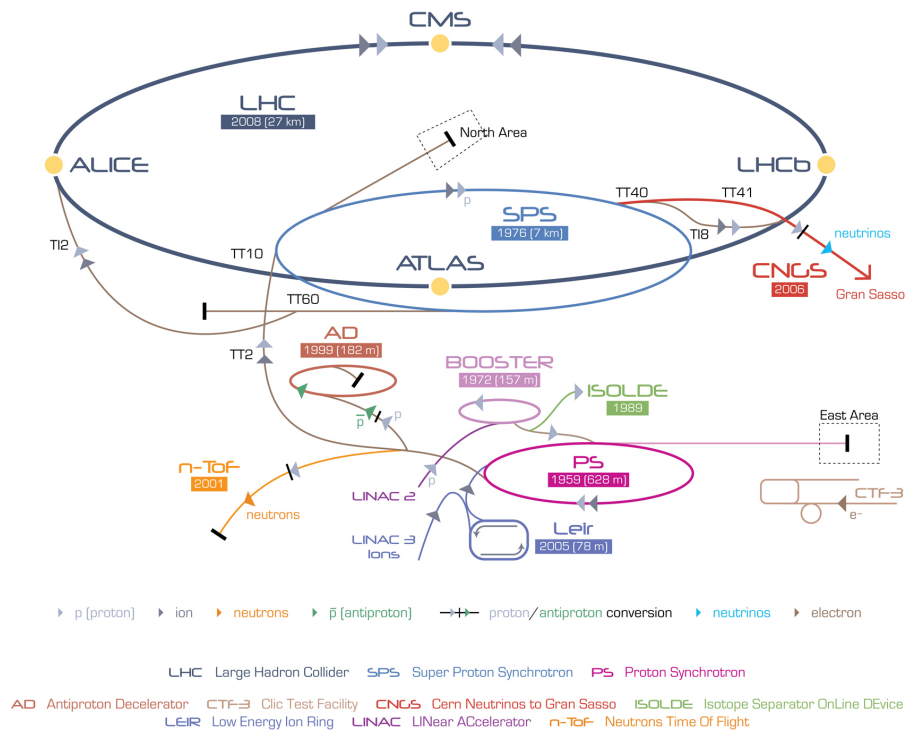 CMS
LHC
2008 (27 km)
North Area
ALICE
LHCb
TT40
TT41
p
SPS
1976 (7 km)
TI8
neutrinos
TI2
TT10
ATLAS
CNGS
2006
Gran Sasso
TT60
AD
1999 (182 m)
TT2
BOOSTER
1972 (157 m)
ISOLDE
1989
p̅
p
East Area
n-ToF
2001
p
PS
1959 (628 m)
LINAC 2
neutrons
CTF-3
e-
LINAC 3
Ions
Leir
2005 (78 m)
p (proton)
ion
neutrons
p̅ (antiproton)
proton/antiproton conversion
neutrinos
electron
LHC Large Hadron Collider
SPS Super Proton Synchrotron
PS Proton Synchrotron
AD Antiproton Decelerator
CTF-3 Clic Test Facility
CNGS Cern Neutrinos to Gran Sasso
ISOLDE Isotope Separator OnLine DEvice
LEIR Low Energy Ion Ring
LINAC LINear ACcelerator
n-ToF Neutrons Time Of Flight